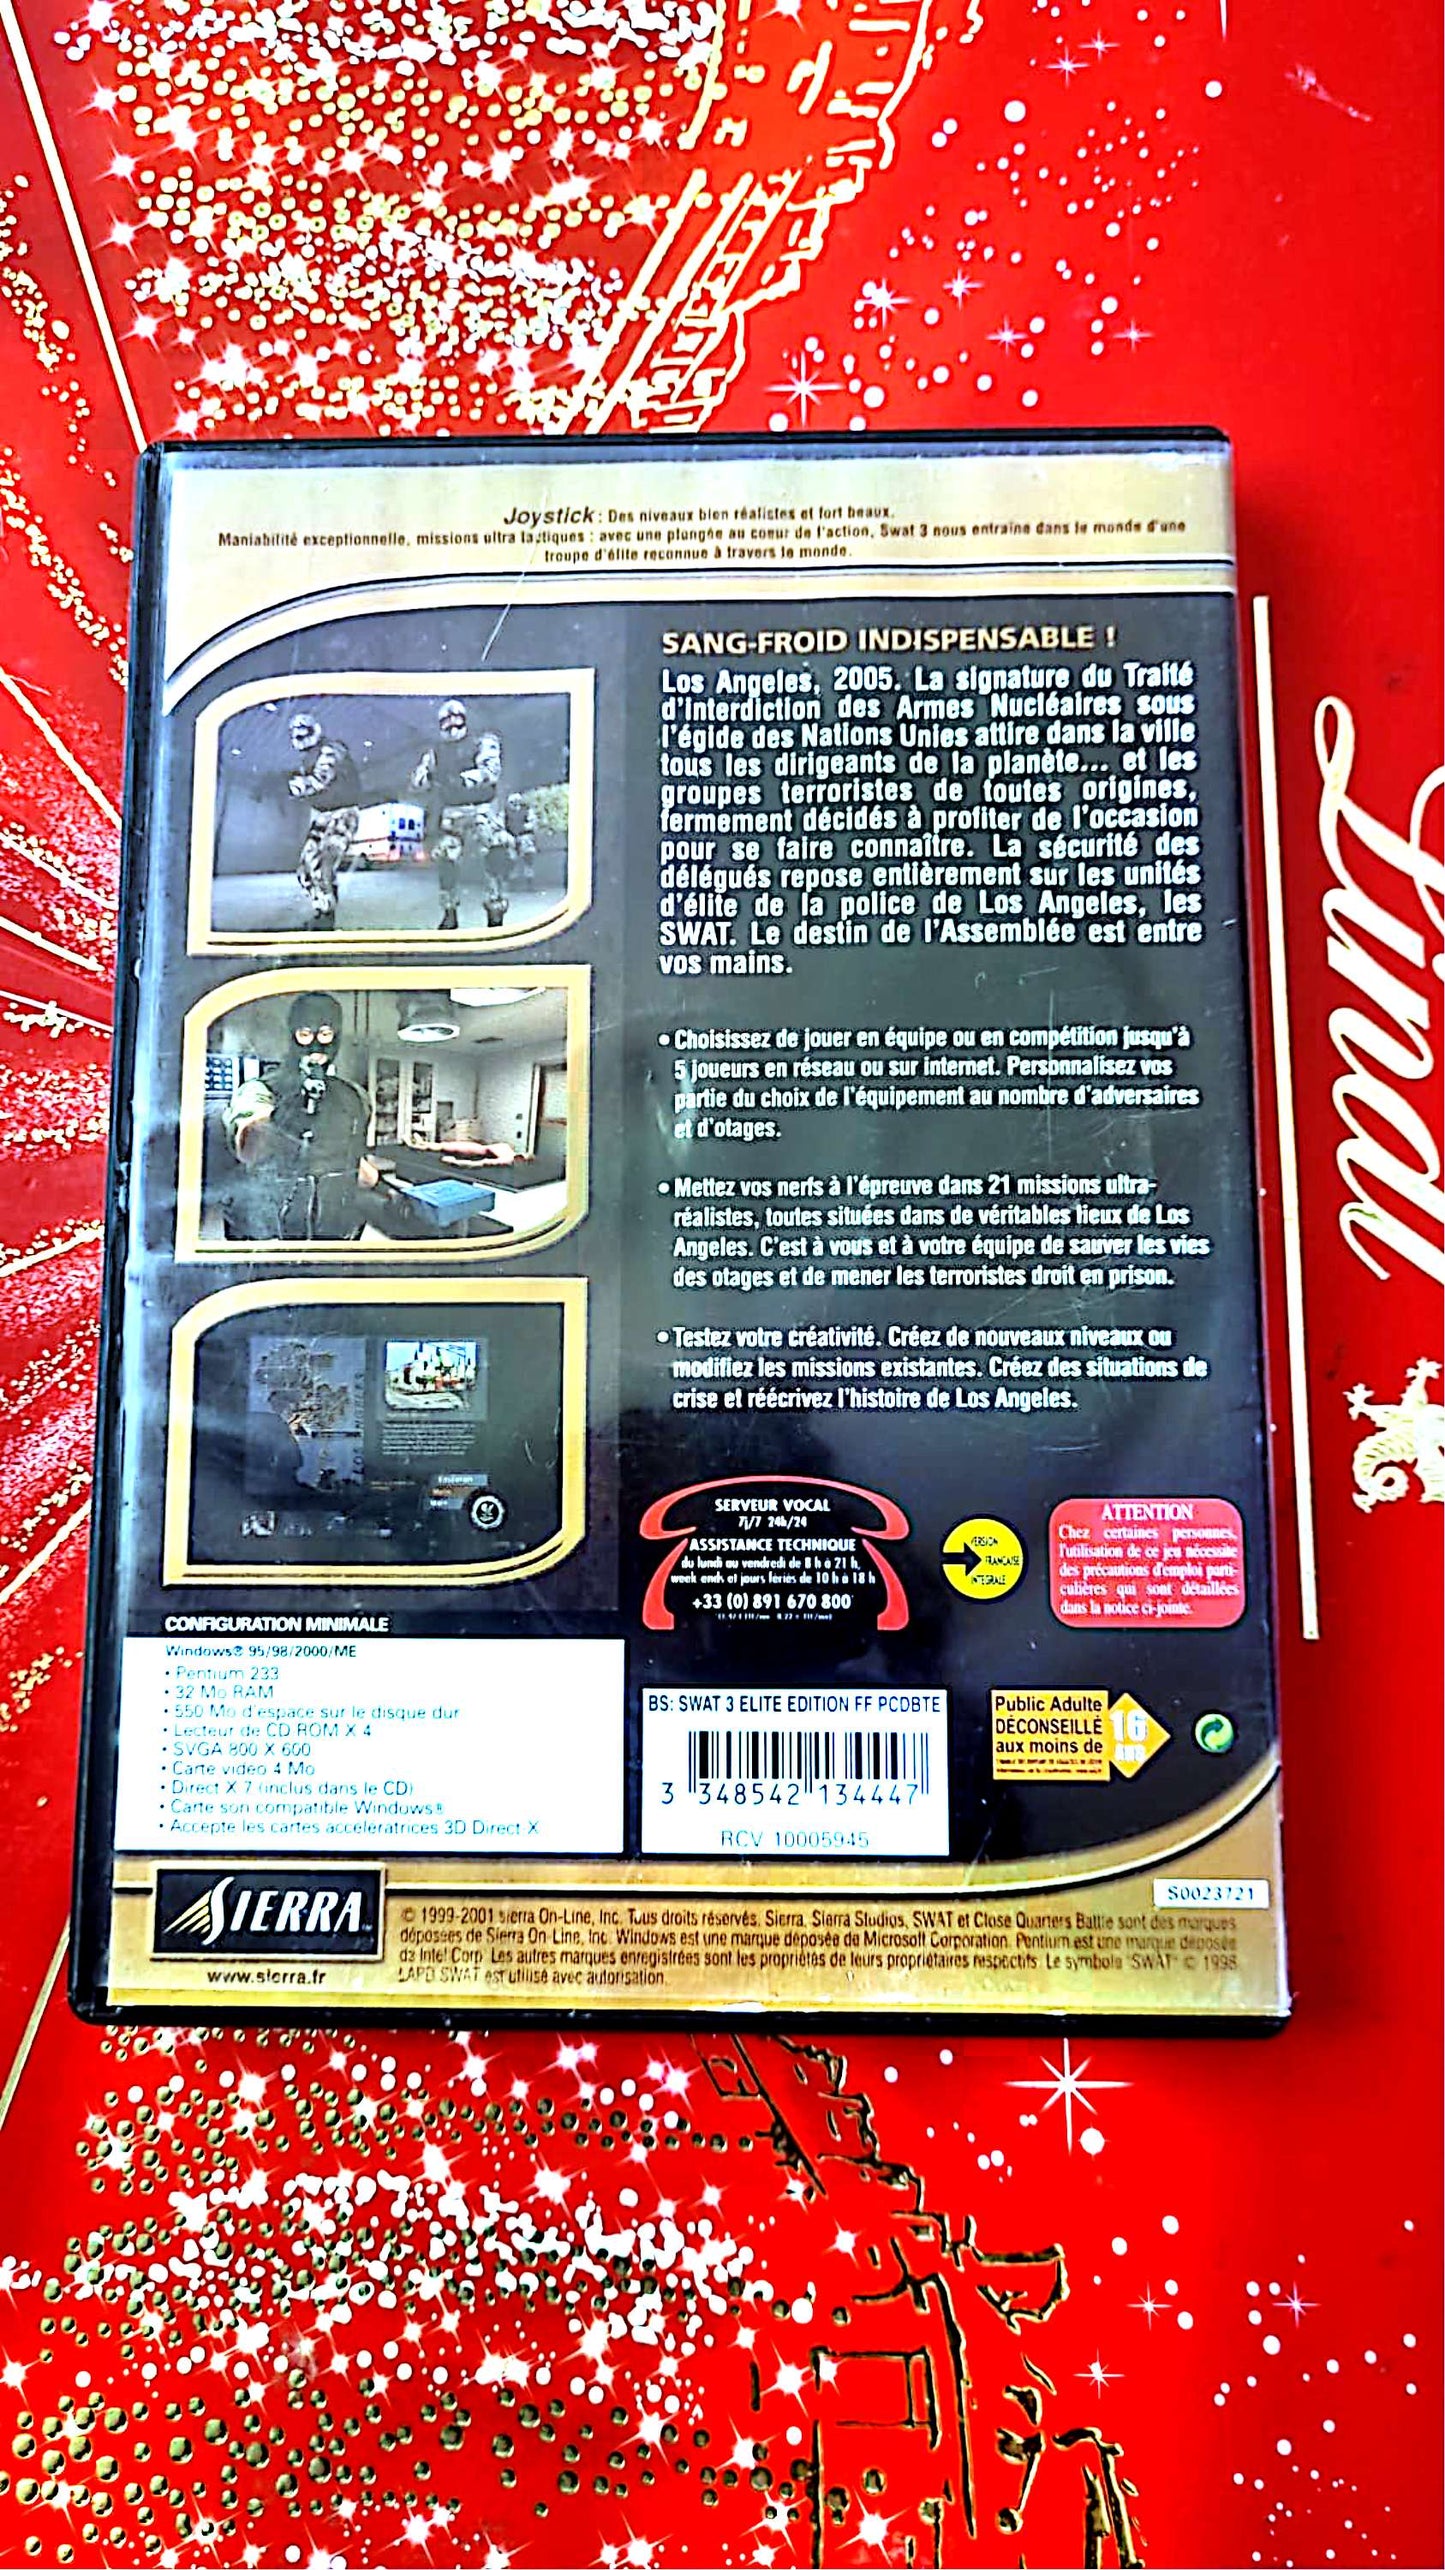 Joystick : Des niveaux bien réalistes et fort beaux.
Maniabilité exceptionnelle, missions ultra tactiques : avec une plongée au coeur de l'action, Swat 3 nous entraîne dans le monde d'une
troupe d'élite reconnue à travers le monde.
SANG-FROID INDISPENSABLE !
Los Angeles, 2005. La signature du Traité
d'Interdiction des Armes Nucléaires sous
l'égide des Nations Unies attire dans la ville
tous les dirigeants de la planète... et les
groupes terroristes de toutes origines,
fermement décidés à profiter de l'occasion
pour se faire connaître. La sécurité des
délégués repose entièrement sur les unités
d'élite de la police de Los Angeles, les
SWAT. Le destin de l'Assemblée est entre
vos mains.
• Choisissez de jouer en équipe ou en compétition jusqu'à
5 joueurs en réseau ou sur internet. Personnalisez vos
partie du choix de l'équipement au nombre d'adversaires
et d'otages.
• Mettez vos nerfs à l'épreuve dans 21 missions ultra-
réalistes, toutes situées dans de véritables lieux de Los
Angeles. C'est à vous et à votre équipe de sauver les vies
des otages et de mener les terroristes droit en prison.
• Testez votre créativité. Créez de nouveaux niveaux ou
modifiez les missions existantes. Créez des situations de
crise et réécrivez l'histoire de Los Angeles.
SERVEUR VOCAL
7j/7 24h/24
ASSISTANCE TECHNIQUE
du lundi au vendredi de 8 h à 21 h,
week ends et jours fériés de 10 h à 18 h
+33 (0) 891 670 800
VERSION
FRANCAISE
INTEGRALE
ATTENTION
Chez certaines personnes,
l'utilisation de ce jeu nécessite
des précautions d'emploi parti-
culières qui sont détaillées
dans la notice ci-jointe.
CONFIGURATION MINIMALE
Windows® 95/98/2000/ME
• Pentium 233
• 32 Mo RAM
• 550 Mo d'espace sur le disque dur
• Lecteur de CD ROM X 4
• SVGA 800 X 600
• Carte vidéo 4 Mo
• Direct X 7 (inclus dans le CD)
• Carte son compatible Windows®
• Accepte les cartes accélératrices 3D Direct X
BS: SWAT 3 ELITE EDITION FF PCDBTE
3 348542 134447
RCV 10005945
Public Adulte
DÉCONSEILLÉ
aux moins de
16
ANS
S0023721
SIERRA
www.sierra.fr
© 1999-2001 Sierra On-Line, Inc. Tous droits réservés. Sierra, Sierra Studios, SWAT et Close Quarters Battle sont des marques
déposées de Sierra On-Line, Inc. Windows est une marque déposée de Microsoft Corporation. Pentium est une marque déposée
de Intel Corp. Les autres marques enregistrées sont les propriétés de leurs propriétaires respectifs. Le symbole "SWAT" © 1998
LAPD SWAT est utilisé avec autorisation.